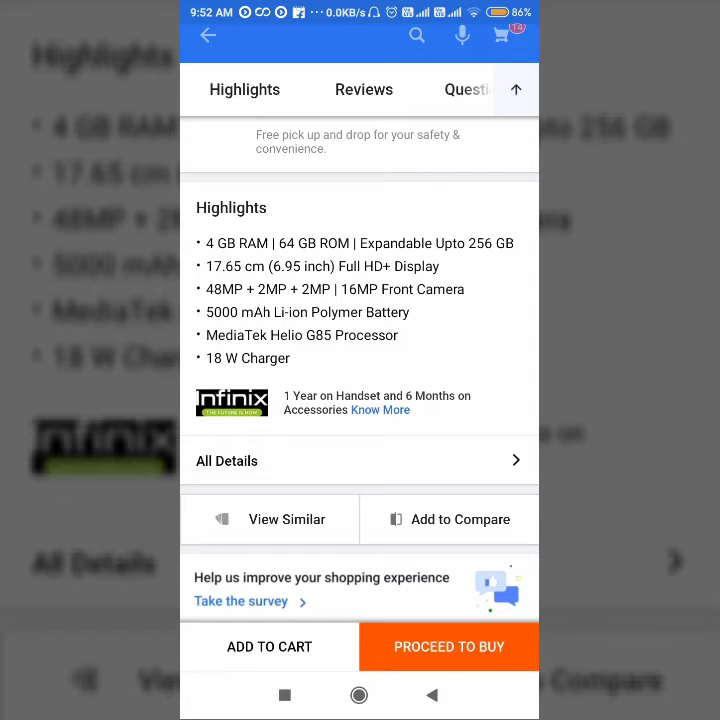 9:52 AM ... 0.0KB/s 86%
14
Highlights Reviews Questi
Free pick up and drop for your safety &
convenience.
Highlights
• 4 GB RAM | 64 GB ROM | Expandable Upto 256 GB
• 17.65 cm (6.95 inch) Full HD+ Display
• 48MP + 2MP + 2MP | 16MP Front Camera
• 5000 mAh Li-ion Polymer Battery
• MediaTek Helio G85 Processor
• 18 W Charger
Infinix
THE FUTURE IS NOW
1 Year on Handset and 6 Months on
Accessories Know More
All Details
View Similar Add to Compare
Help us improve your shopping experience
Take the survey
ADD TO CART PROCEED TO BUY